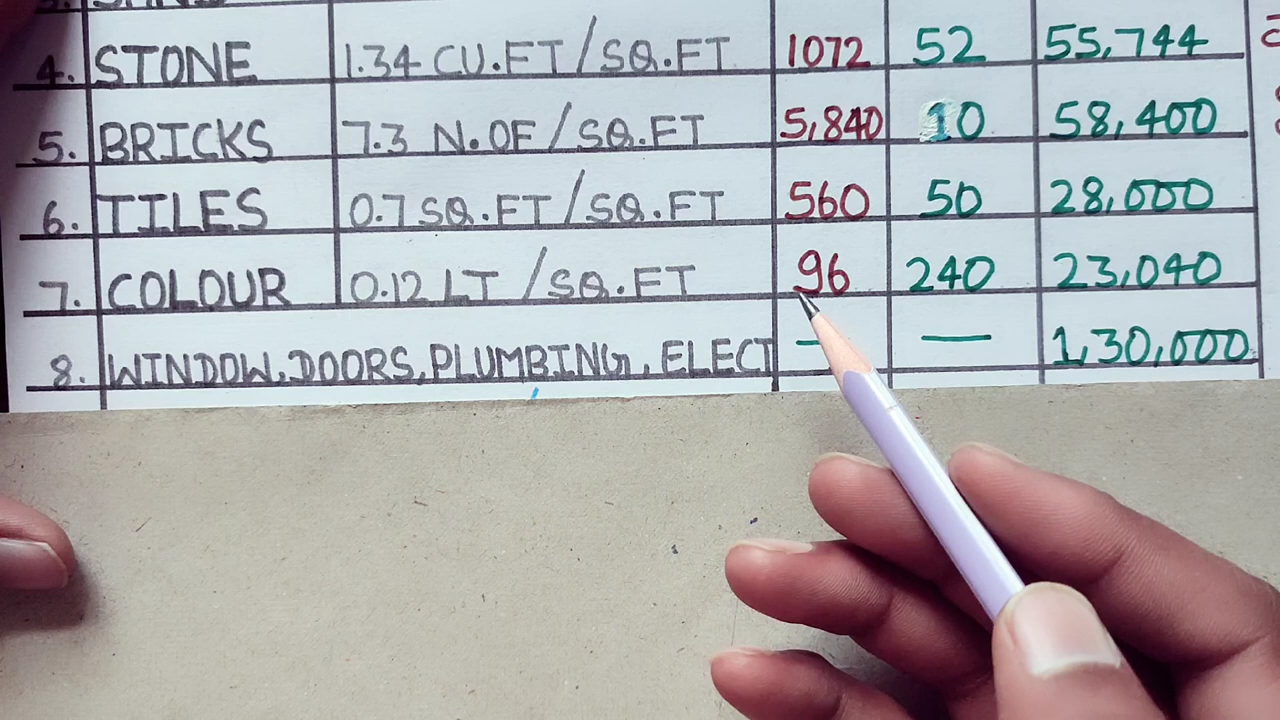 4. STONE 1.34 CU.FT/SQ.FT 1072 52 55,744
5. BRICKS 7.3 N.OF/SQ.FT 5,840 10 58,400
6. TILES 0.7 SQ.FT/SQ.FT 560 50 28,000
7. COLOUR 0.12 LT/SQ.FT 96 240 23,040
8. WINDOW,DOORS,PLUMBING,ELECT — — 1,30,000